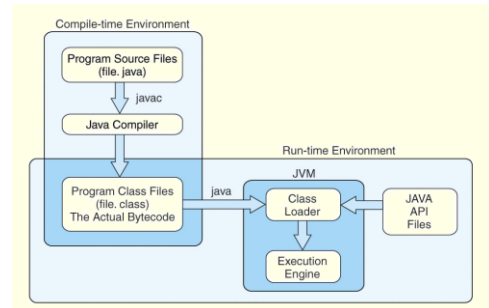 Compile-time Environment
Program Source Files
(file. java)
javac
Java Compiler
Run-time Environment
Program Class Files
(file. class)
The Actual Bytecode
java
JVM
Class
Loader
JAVA
API
Files
Execution
Engine